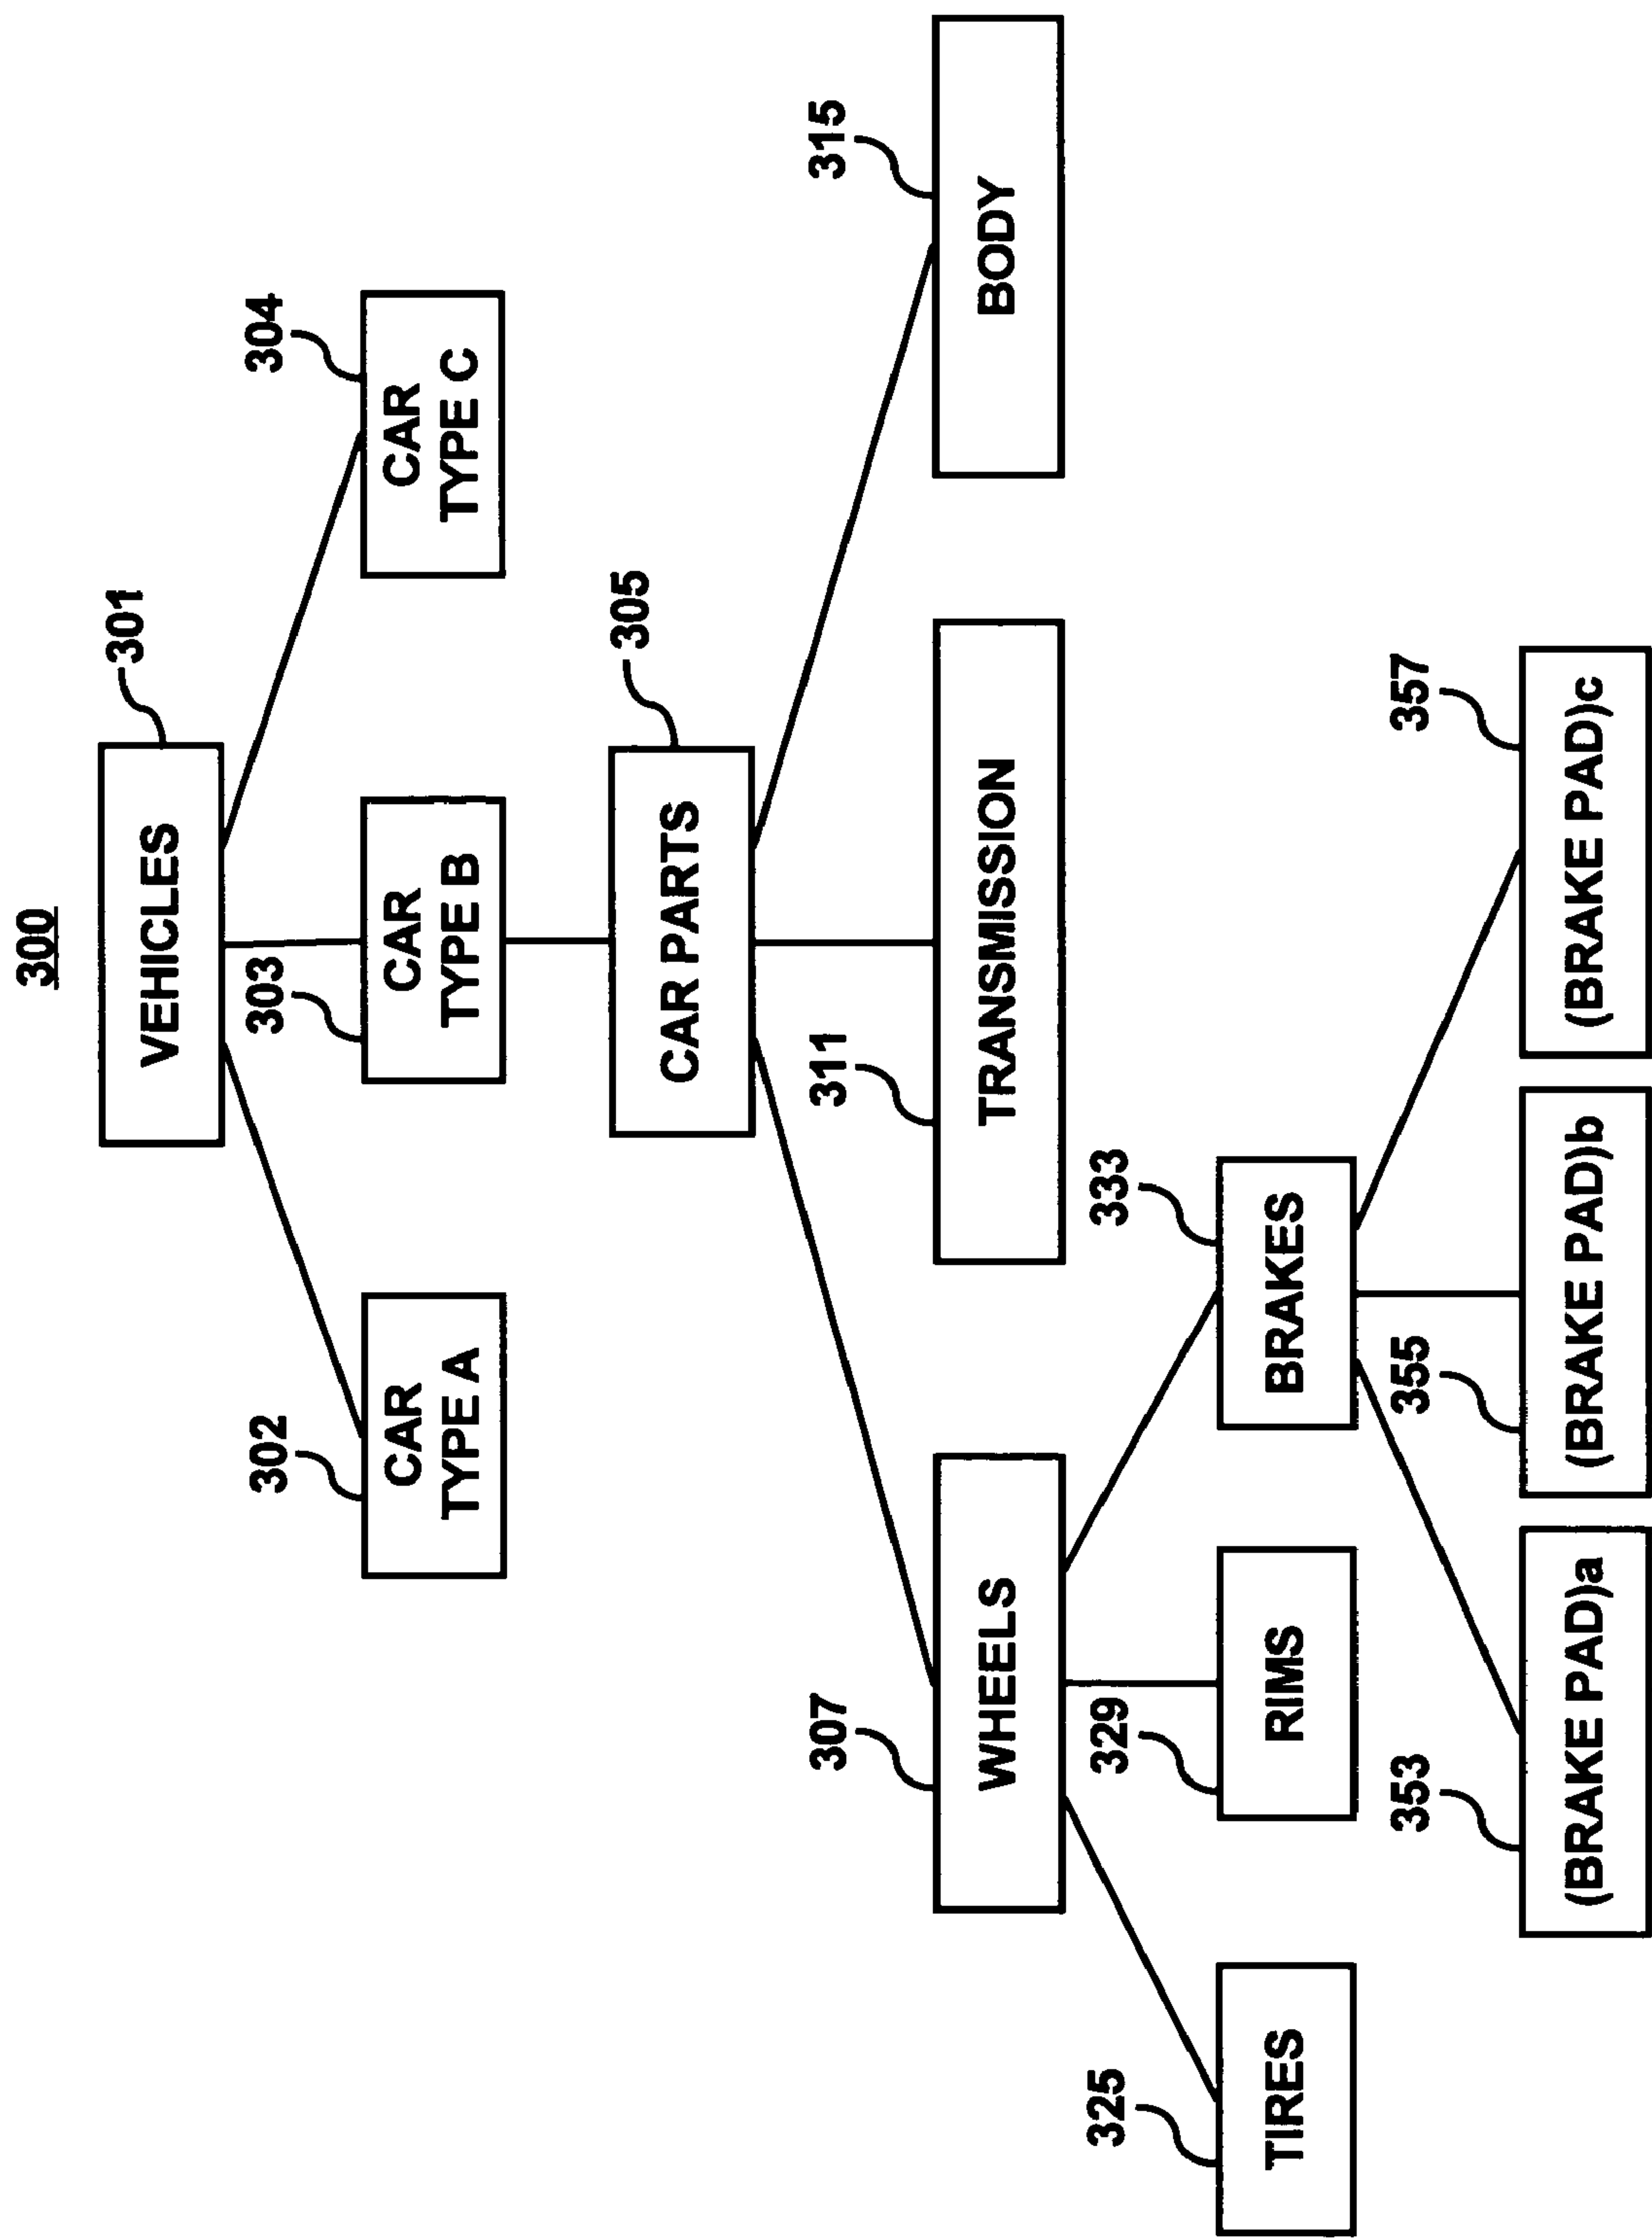 300
VEHICLES
301
302
303
304
CAR
TYPE A
CAR
TYPE B
CAR
TYPE C
CAR PARTS
305
307
311
315
WHEELS
TRANSMISSION
BODY
325
329
333
TIRES
RIMS
BRAKES
353
355
357
(BRAKE PAD)a
(BRAKE PAD)b
(BRAKE PAD)c